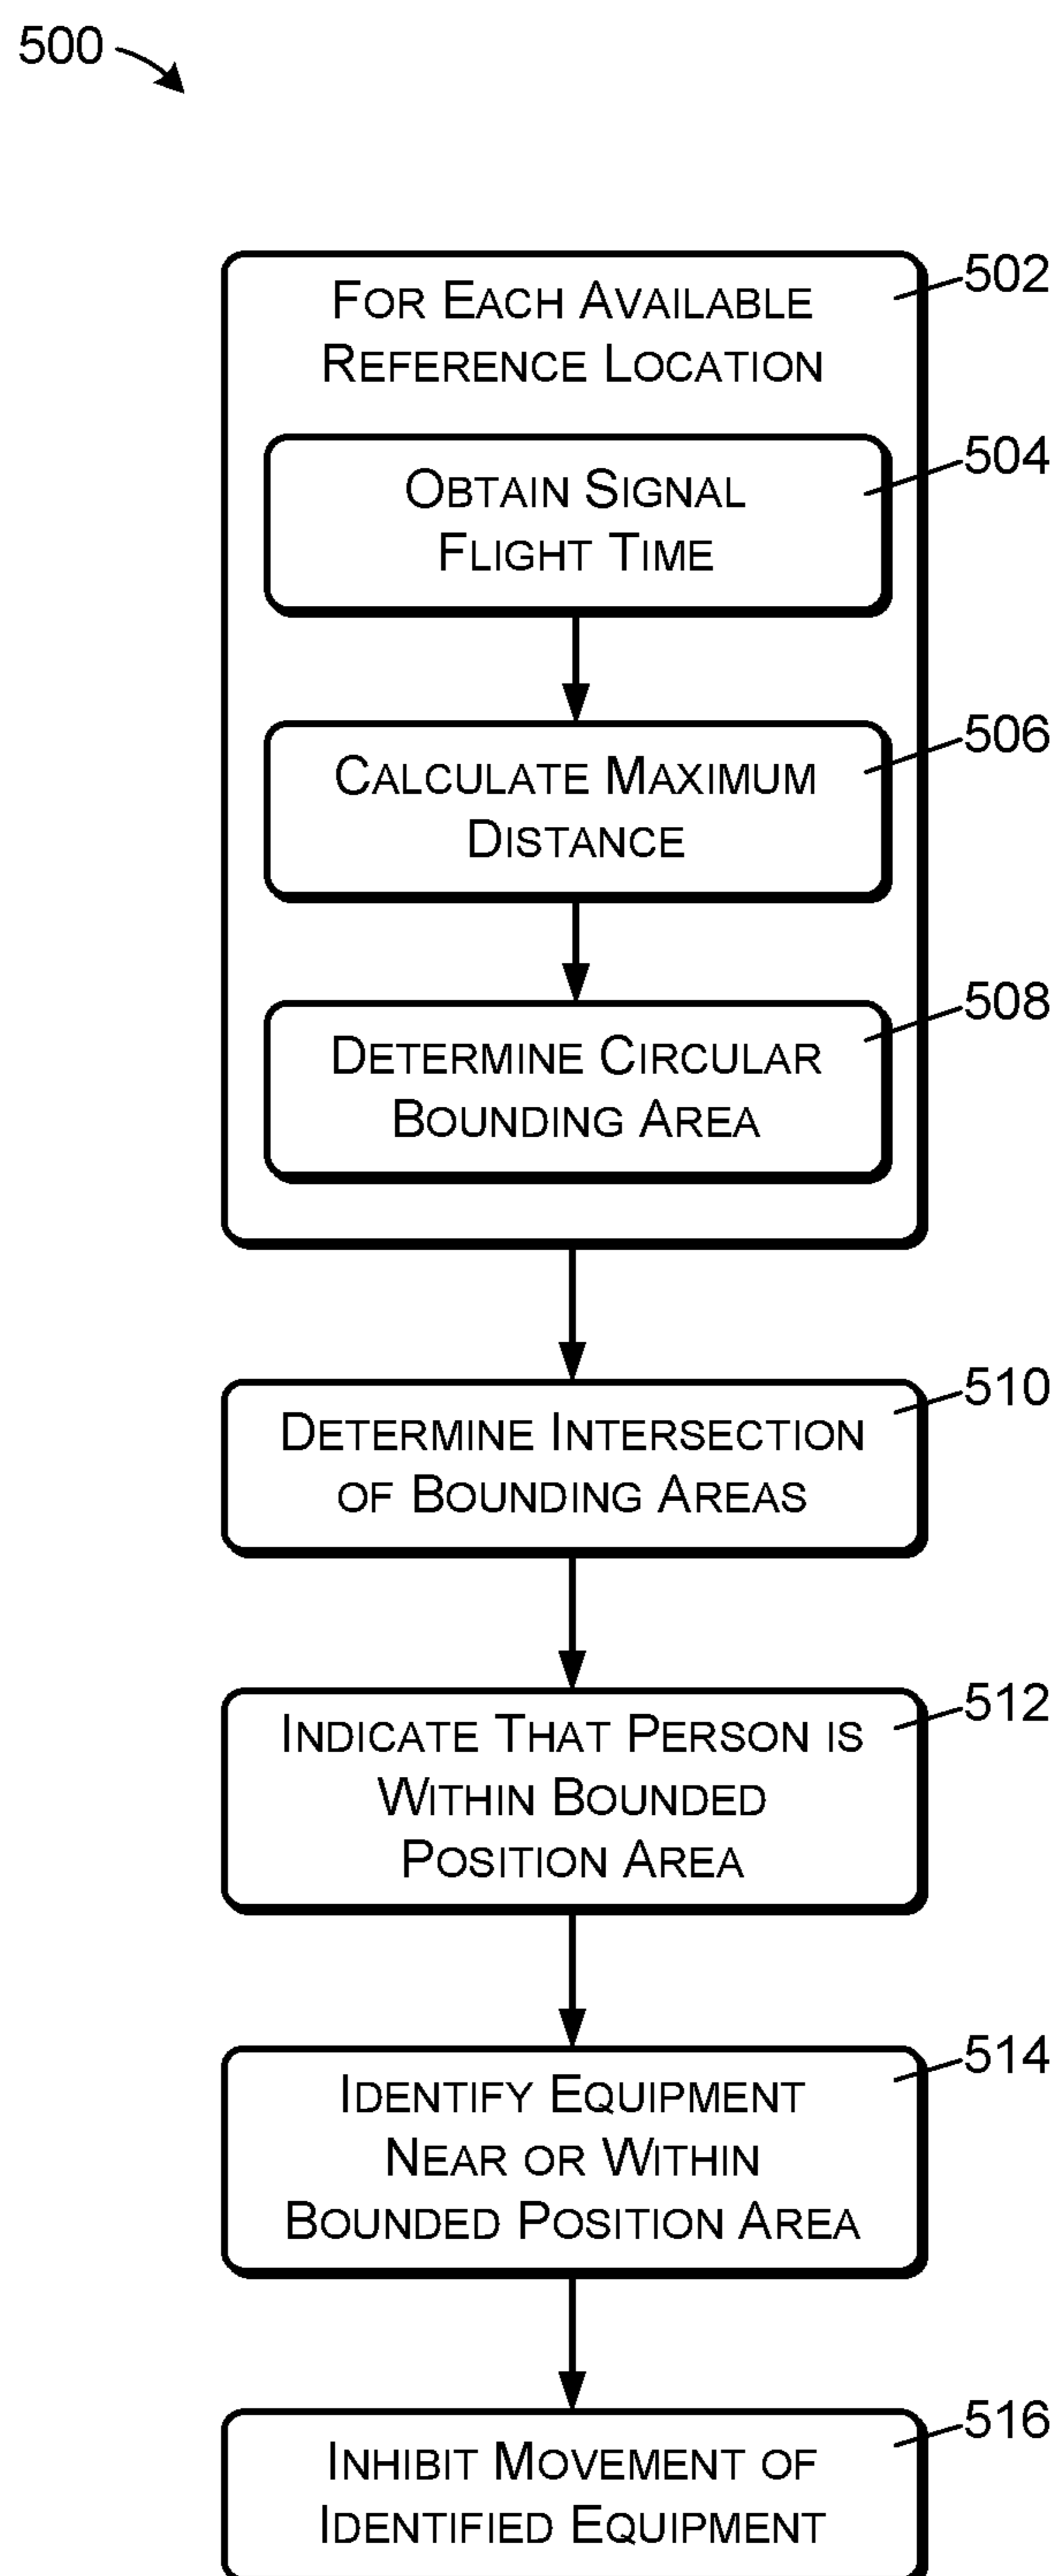 500
FOR EACH AVAILABLE
REFERENCE LOCATION
502
OBTAIN SIGNAL
FLIGHT TIME
504
CALCULATE MAXIMUM
DISTANCE
506
DETERMINE CIRCULAR
BOUNDING AREA
508
DETERMINE INTERSECTION
OF BOUNDING AREAS
510
INDICATE THAT PERSON IS
WITHIN BOUNDED
POSITION AREA
512
IDENTIFY EQUIPMENT
NEAR OR WITHIN
BOUNDED POSITION AREA
514
INHIBIT MOVEMENT OF
IDENTIFIED EQUIPMENT
516